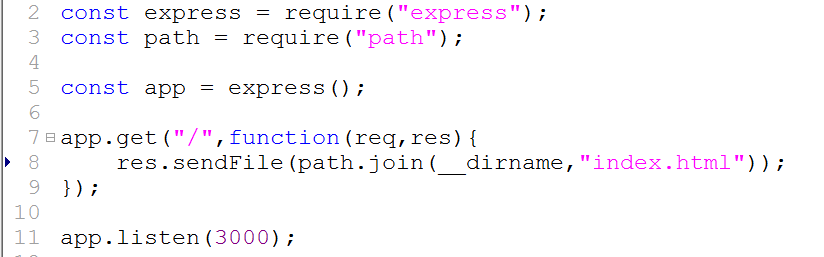 2 const express = require("express");
3 const path = require("path");
4
5 const app = express();
6
7 app.get("/",function(req,res){
8     res.sendFile(path.join(__dirname,"index.html"));
9 });
10
11 app.listen(3000);